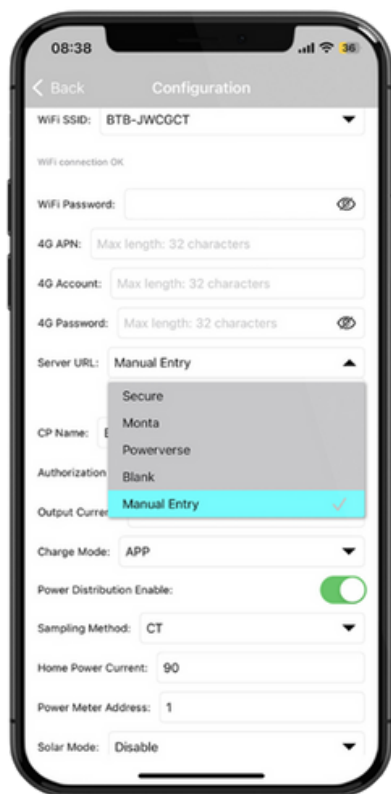 08:38
36
Back Configuration
WiFi SSID: BTB-JWCGCT
WiFi connection OK
WiFi Password:
4G APN: Max length: 32 characters
4G Account: Max length: 32 characters
4G Password: Max length: 32 characters
Server URL: Manual Entry
Secure
Monta
CP Name:
Powerverse
Authorization
Blank
Manual Entry
Output Curre
Charge Mode: APP
Power Distribution Enable:
Sampling Method: CT
Home Power Current: 90
Power Meter Address: 1
Solar Mode: Disable